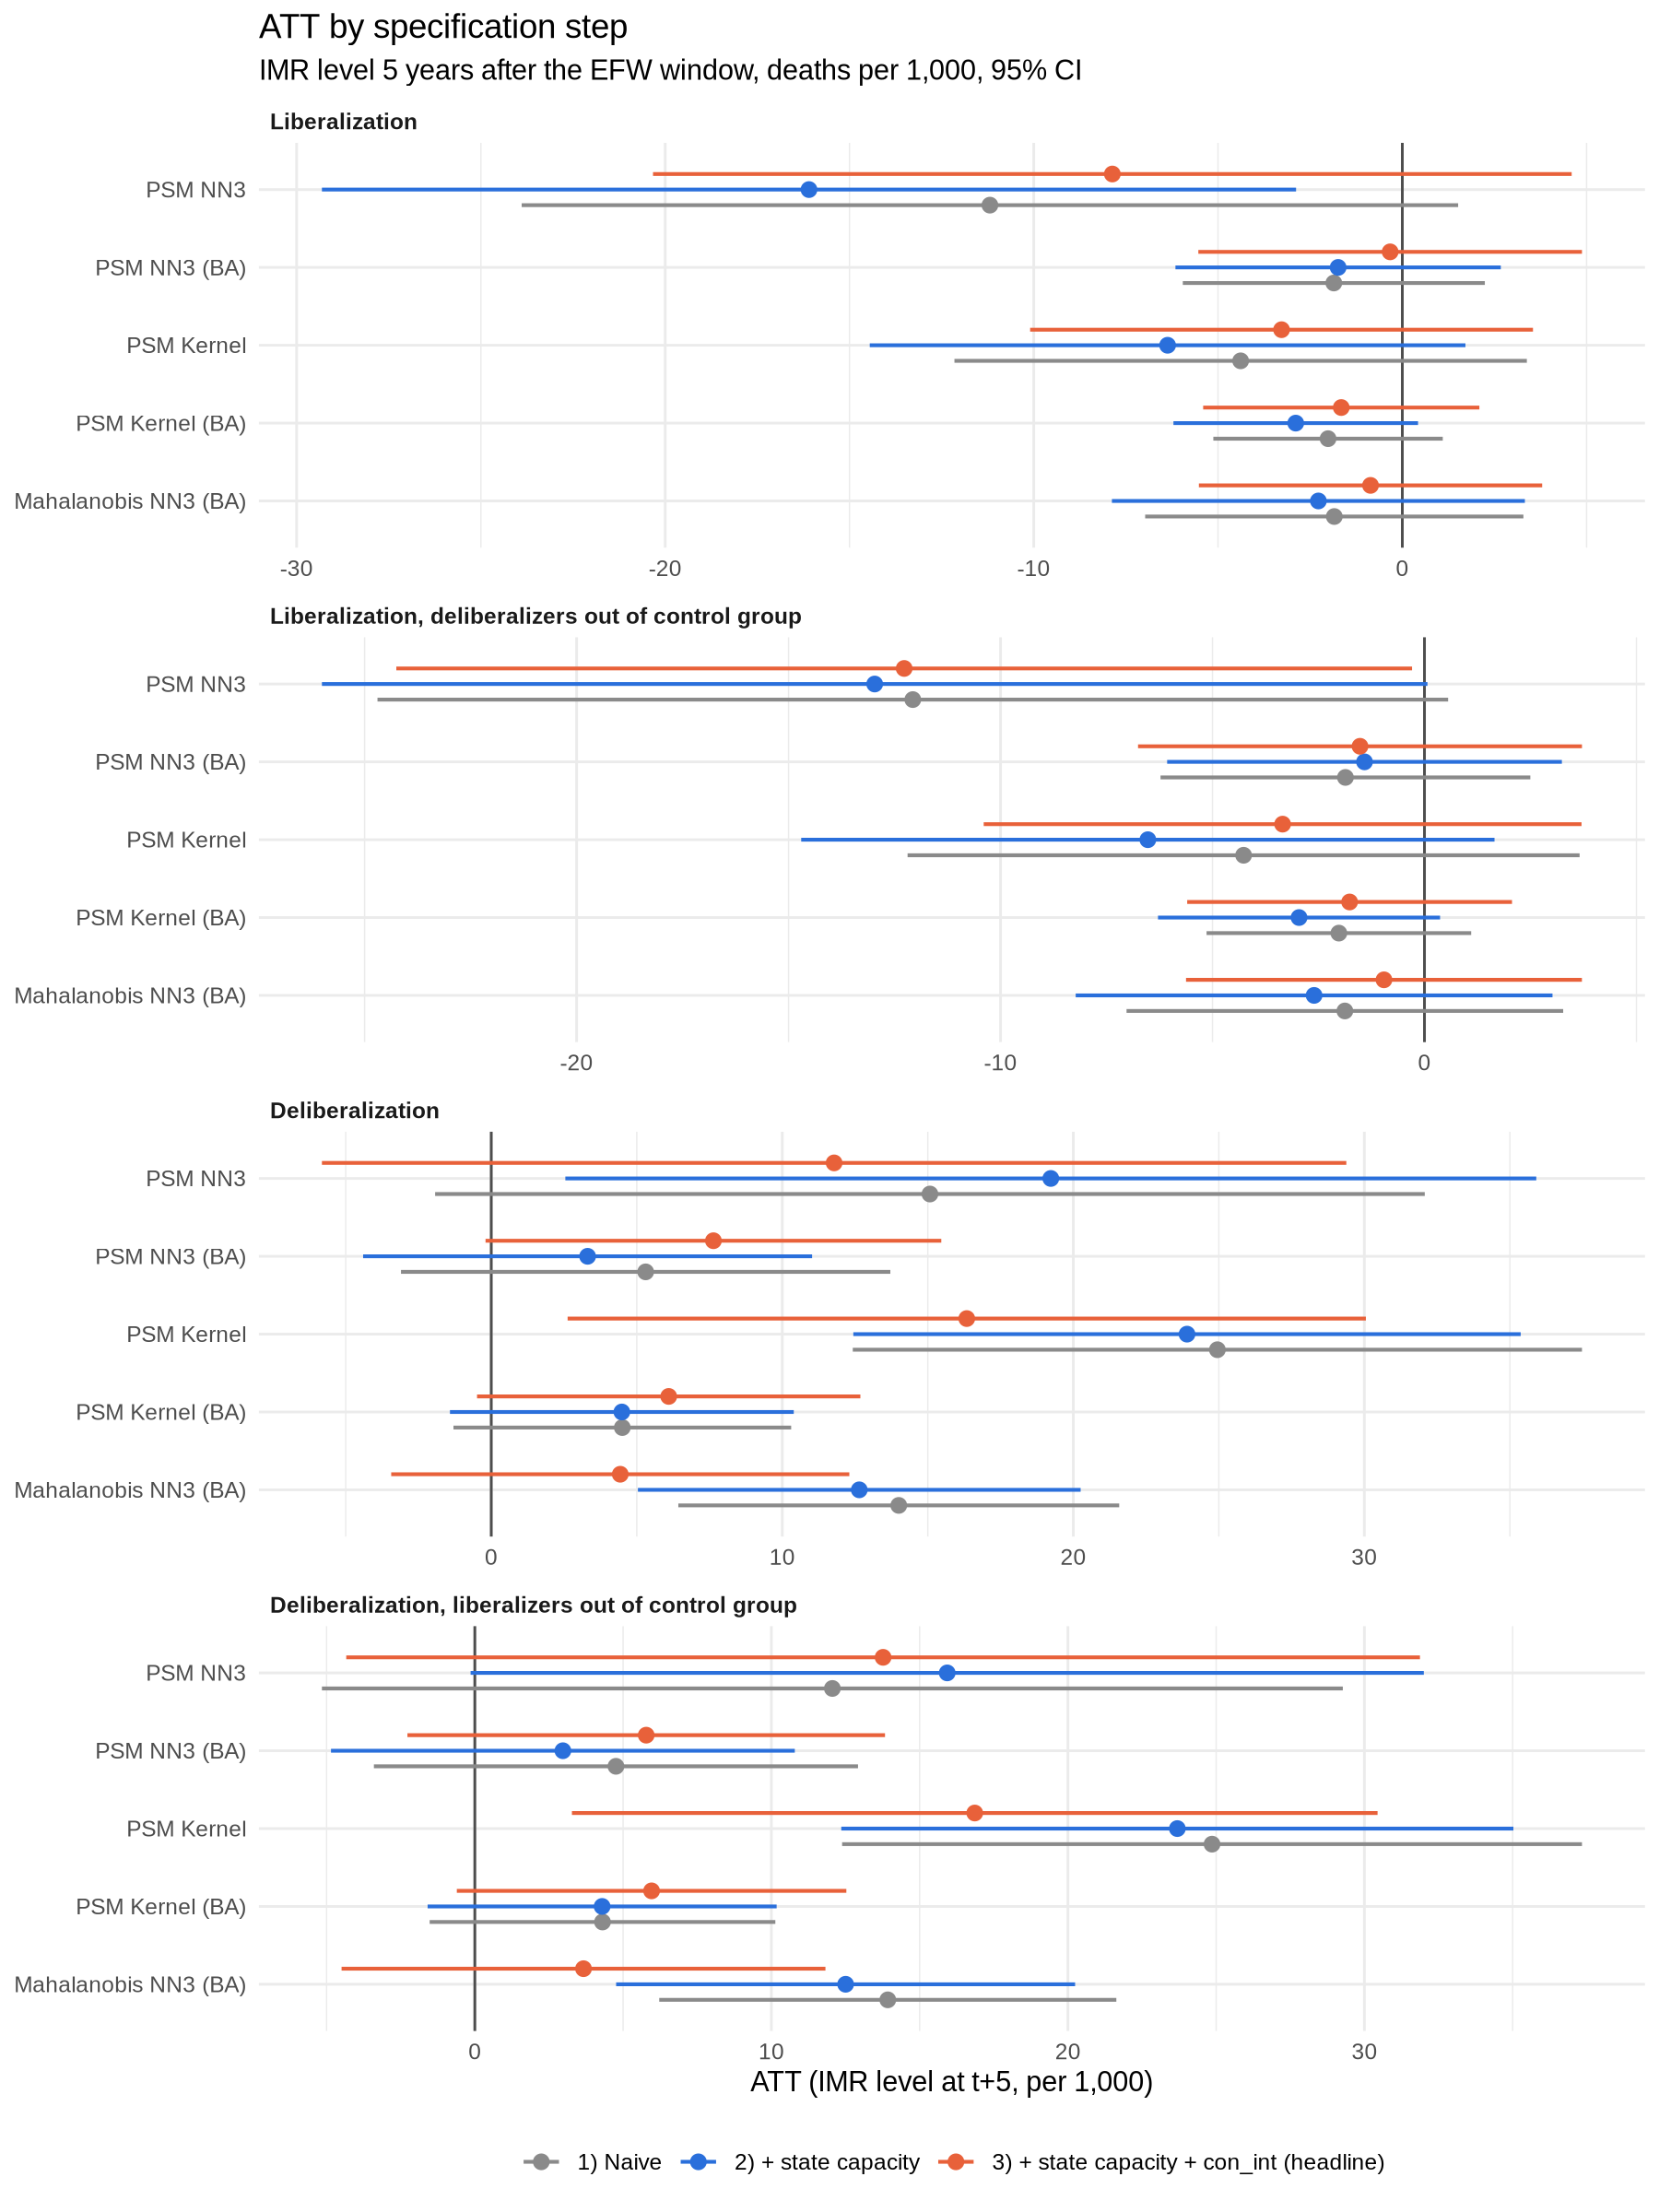 ATT by specification step
IMR level 5 years after the EFW window, deaths per 1,000, 95% CI
Liberalization
PSM NN3
PSM NN3 (BA)
PSM Kernel
PSM Kernel (BA)
Mahalanobis NN3 (BA)
-30 -20 -10 0
Liberalization, deliberalizers out of control group
PSM NN3
PSM NN3 (BA)
PSM Kernel
PSM Kernel (BA)
Mahalanobis NN3 (BA)
-20 -10 0
Deliberalization
PSM NN3
PSM NN3 (BA)
PSM Kernel
PSM Kernel (BA)
Mahalanobis NN3 (BA)
0 10 20 30
Deliberalization, liberalizers out of control group
PSM NN3
PSM NN3 (BA)
PSM Kernel
PSM Kernel (BA)
Mahalanobis NN3 (BA)
0 10 20 30
ATT (IMR level at t+5, per 1,000)
1) Naive 2) + state capacity 3) + state capacity + con_int (headline)